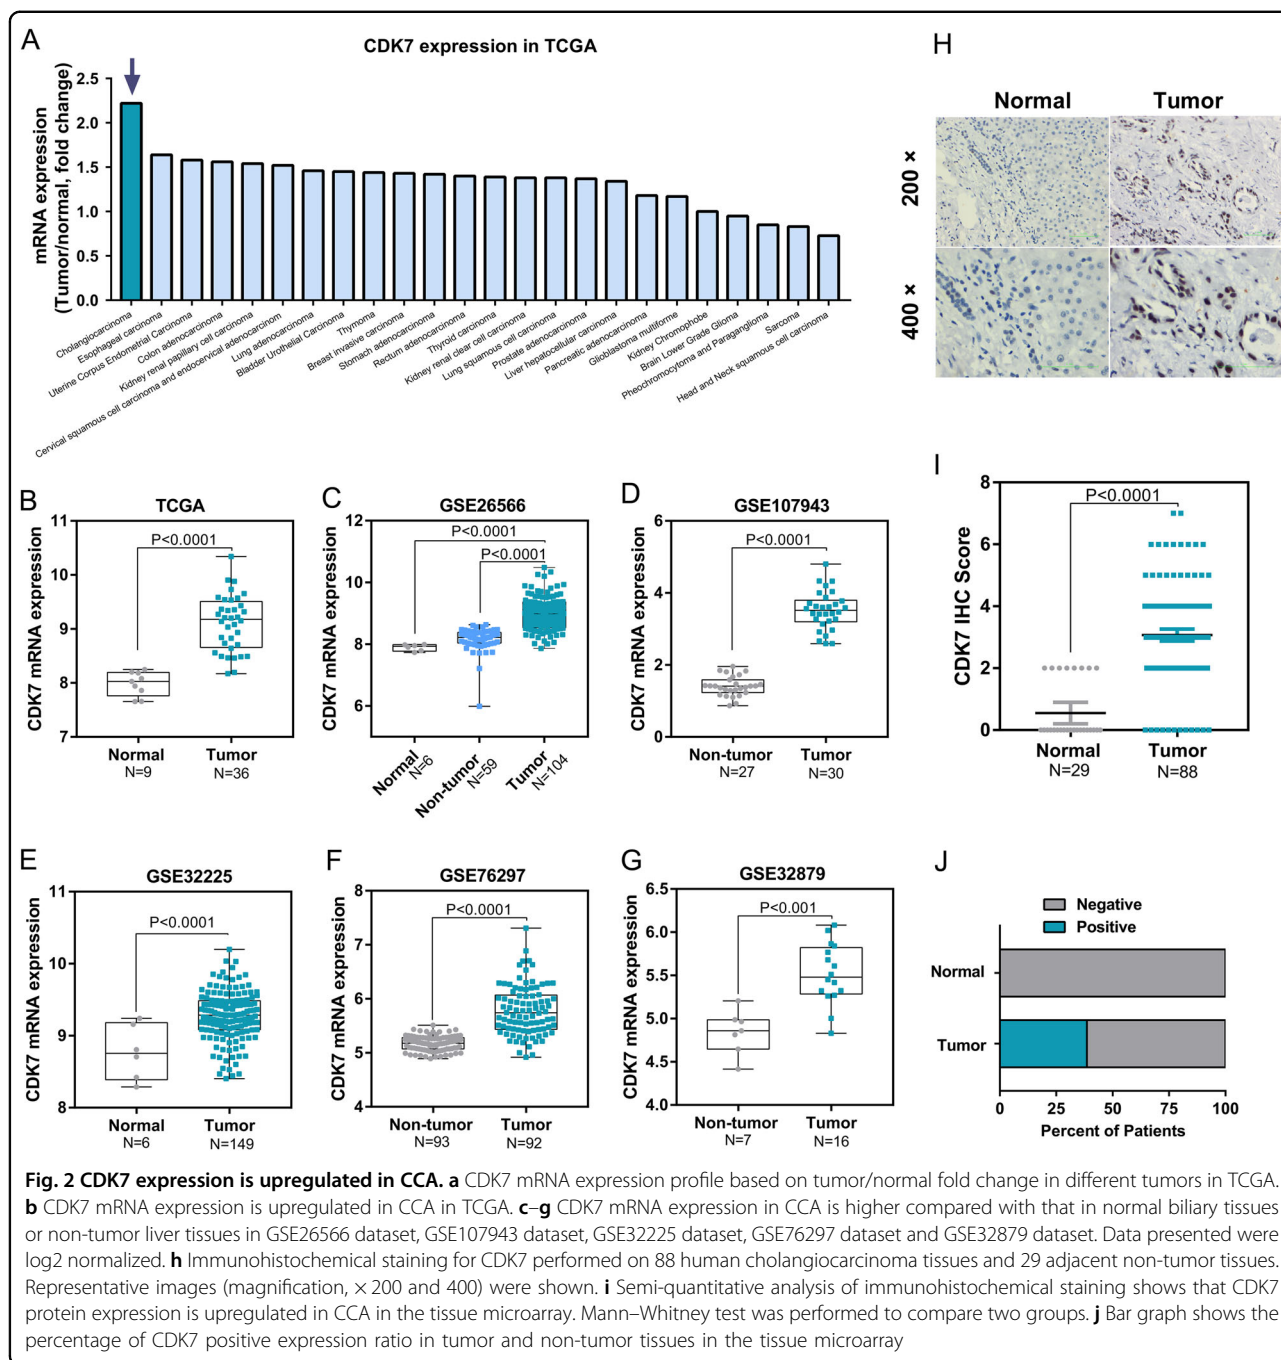 A
CDK7 expression in TCGA
mRNA expression
(Tumor/normal, fold change)
2.5
2.0
1.5
1.0
0.5
0.0
Cholangiocarcinoma
Esophageal carcinoma
Uterine Corpus Endometrial Carcinoma
Colon adenocarcinoma
Kidney renal papillary cell carcinoma
Cervical squamous cell carcinoma and endocervical adenocarcinom
Lung adenocarcinoma
Bladder Urothelial Carcinoma
Thymoma
Breast invasive carcinoma
Stomach adenocarcinoma
Rectum adenocarcinoma
Thyroid carcinoma
Kidney renal clear cell carcinoma
Lung squamous cell carcinoma
Prostate adenocarcinoma
Liver hepatocellular carcinoma
Pancreatic adenocarcinoma
Glioblastoma multiforme
Kidney Chromophobe
Brain Lower Grade Glioma
Pheochromocytoma and Paraganglioma
Sarcoma
Head and Neck squamous cell carcinoma
H
Normal Tumor
200 ×
400 ×
B
TCGA
CDK7 mRNA expression
11
10
9
8
7
P<0.0001
Normal Tumor
N=9 N=36
C
GSE26566
CDK7 mRNA expression
12
10
8
6
P<0.0001
P<0.0001
Normal
N=6
Non-tumor
N=59
Tumor
N=104
D
GSE107943
CDK7 mRNA expression
6
4
2
0
P<0.0001
Non-tumor Tumor
N=27 N=30
I
CDK7 IHC Score
8
6
4
2
0
P<0.0001
Normal Tumor
N=29 N=88
E
GSE32225
CDK7 mRNA expression
11
10
9
8
P<0.0001
Normal Tumor
N=6 N=149
F
GSE76297
CDK7 mRNA expression
8
7
6
5
4
P<0.0001
Non-tumor Tumor
N=93 N=92
G
GSE32879
CDK7 mRNA expression
6.5
6.0
5.5
5.0
4.5
4.0
P<0.001
Non-tumor Tumor
N=7 N=16
J
Negative
Positive
Normal
Tumor
0 25 50 75 100
Percent of Patients
Fig. 2 CDK7 expression is upregulated in CCA. a CDK7 mRNA expression profile based on tumor/normal fold change in different tumors in TCGA.
b CDK7 mRNA expression is upregulated in CCA in TCGA. c–g CDK7 mRNA expression in CCA is higher compared with that in normal biliary tissues
or non-tumor liver tissues in GSE26566 dataset, GSE107943 dataset, GSE32225 dataset, GSE76297 dataset and GSE32879 dataset. Data presented were
log2 normalized. h Immunohistochemical staining for CDK7 performed on 88 human cholangiocarcinoma tissues and 29 adjacent non-tumor tissues.
Representative images (magnification, × 200 and 400) were shown. i Semi-quantitative analysis of immunohistochemical staining shows that CDK7
protein expression is upregulated in CCA in the tissue microarray. Mann–Whitney test was performed to compare two groups. j Bar graph shows the
percentage of CDK7 positive expression ratio in tumor and non-tumor tissues in the tissue microarray